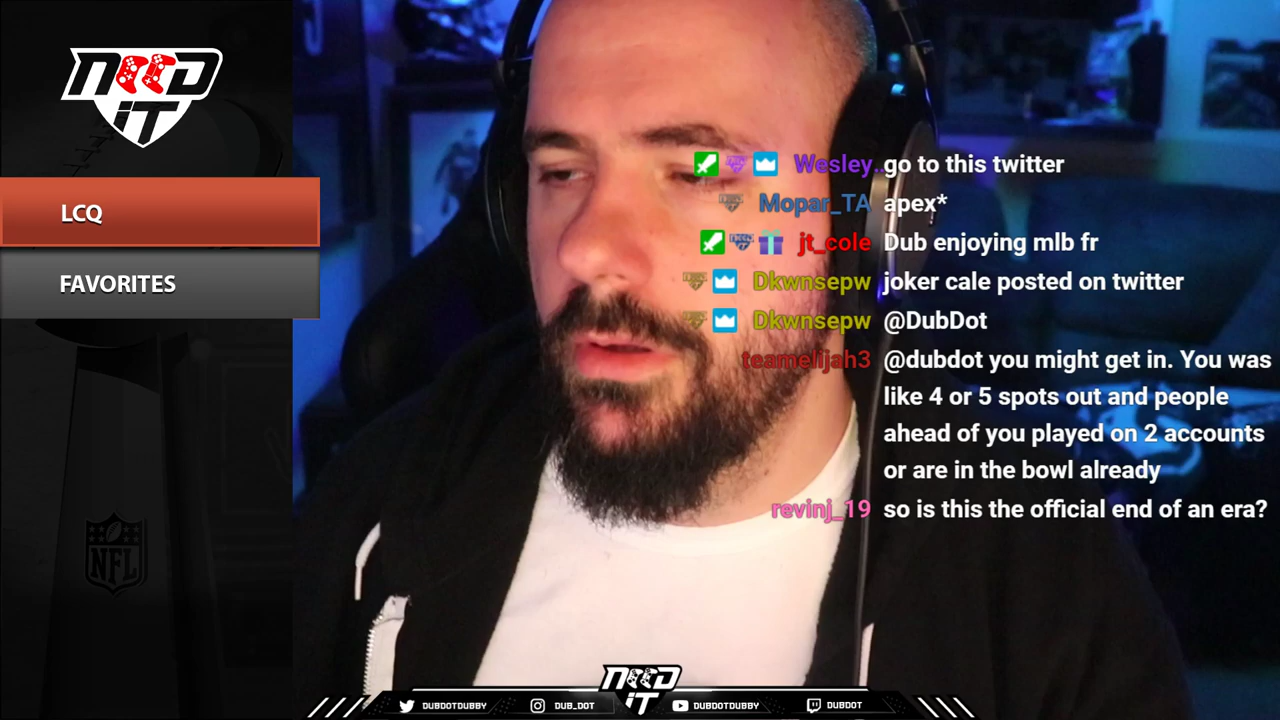 NEED
iT
LCQ
FAVORITES
NFL
Wesley.. go to this twitter
Mopar_TA apex*
jt_cole Dub enjoying mlb fr
Dkwnsepw joker cale posted on twitter
Dkwnsepw @DubDot
teamelijah3 @dubdot you might get in. You was
like 4 or 5 spots out and people
ahead of you played on 2 accounts
or are in the bowl already
revinj_19 so is this the official end of an era?
NEED
iT
DUBDOTDUBBY DUB_DOT DUBDOTDUBBY DUBDOT